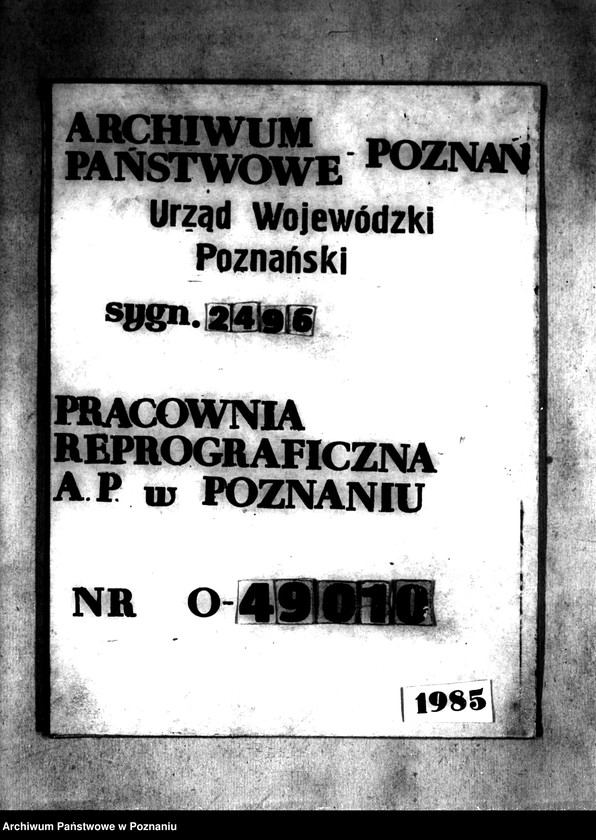 ARCHIWUM
PAŃSTWOWE - POZNAŃ
Urząd Wojewódzki
Poznański
sygn. 2496
PRACOWNIA
REPROGRAFICZNA
A.P. w POZNANIU
NR O-49010
1985
Archiwum Państwowe w Poznaniu